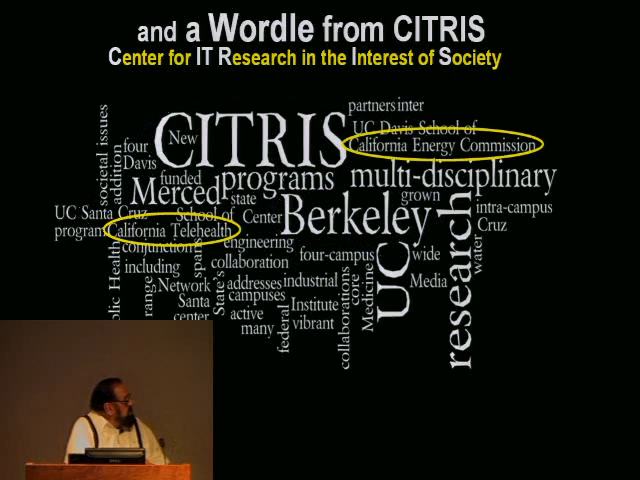 and a Wordle from CITRIS
Center for IT Research in the Interest of Society
partners inter
societal issues
addition
four
Davis
New
CITRIS
UC Davis School of
California Energy Commission
funded
Merced
programs
state
multi-disciplinary
grown
UC Santa Cruz
School of
Center
Berkeley
research
intra-campus
Cruz
water
program
California Telehealth
conjunction
engineering
spans
State's
collaboration
four-campus
UC
wide
including
range
Network
addresses
industrial
collaborations
core
Medicine
Media
Santa
campuses
Institute
center
active
vibrant
many
federal
Health